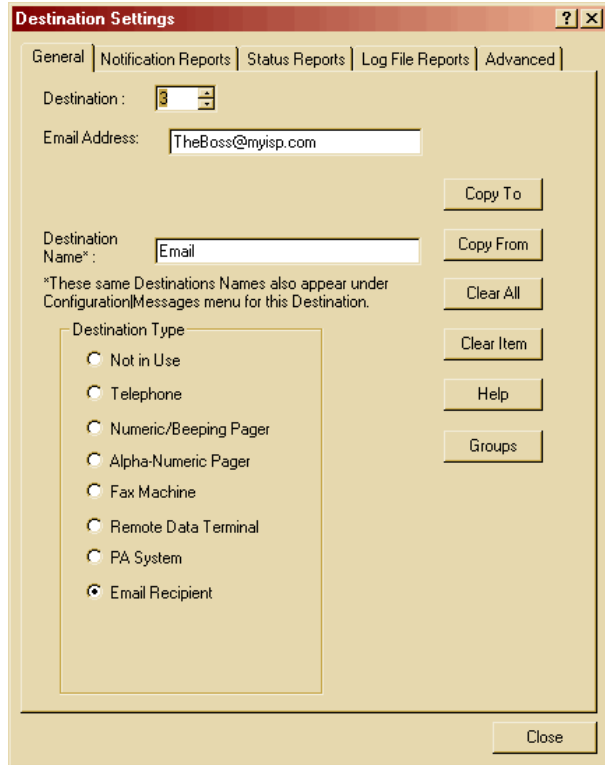 Destination Settings
General Notification Reports Status Reports Log File Reports Advanced
Destination : 3
Email Address: TheBoss@myisp.com
Copy To
Destination Name* : Email
Copy From
*These same Destinations Names also appear under
Configuration|Messages menu for this Destination.
Clear All
Destination Type
Not in Use
Clear Item
Telephone
Help
Numeric/Beeping Pager
Groups
Alpha-Numeric Pager
Fax Machine
Remote Data Terminal
PA System
Email Recipient
Close